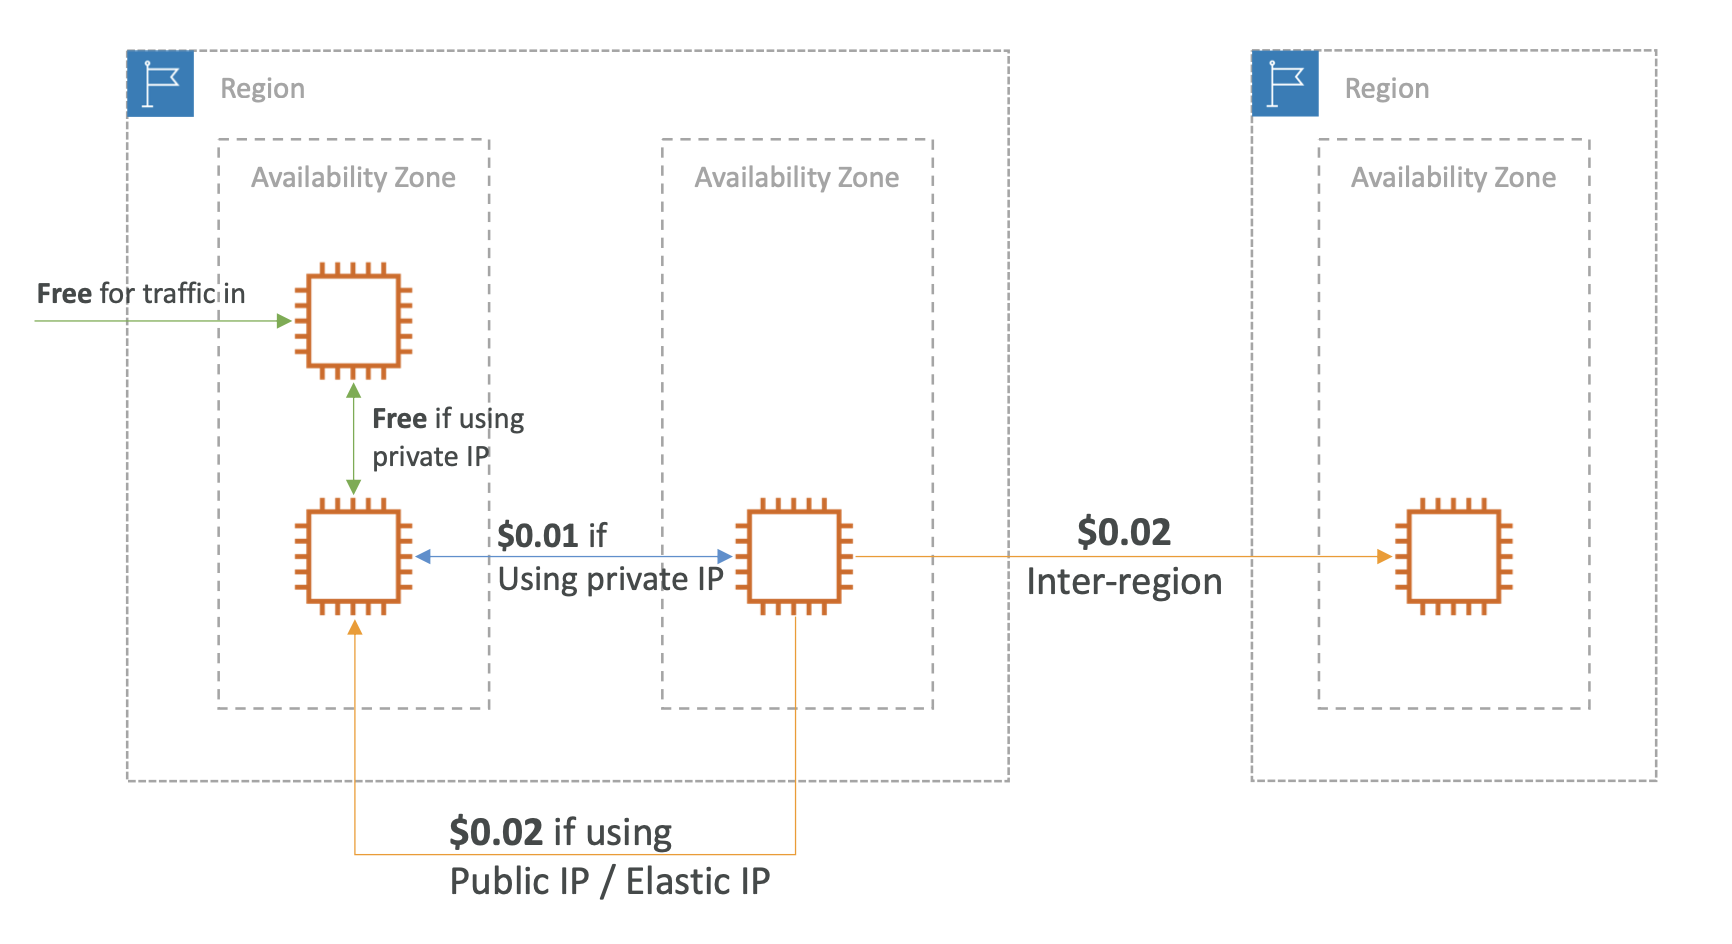 Region
Region
Availability Zone
Availability Zone
Availability Zone
Free for traffic in
Free if using
private IP
$0.01 if
Using private IP
$0.02
Inter-region
$0.02 if using
Public IP / Elastic IP